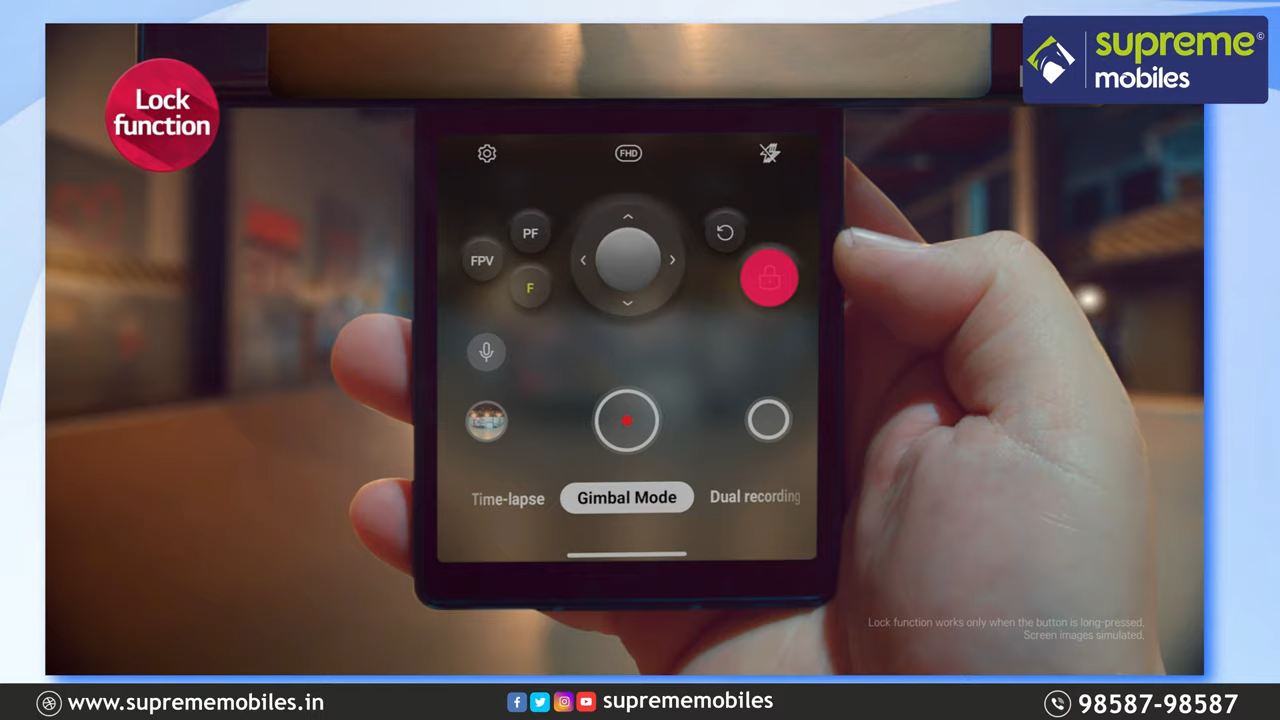 supreme©
mobiles
Lock
function
FHD
PF
FPV
F
Time-lapse
Gimbal Mode
Dual recording
Lock function works only when the button is long-pressed.
Screen images simulated.
www.suprememobiles.in
suprememobiles
98587-98587